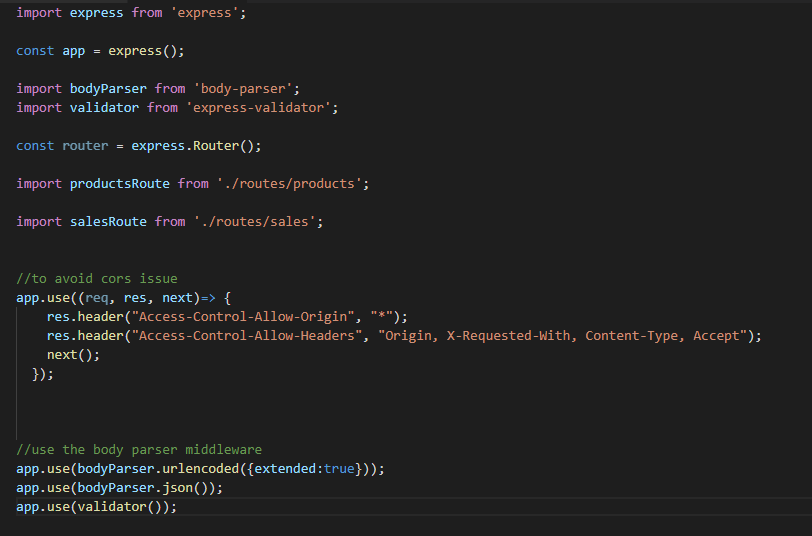 import express from 'express';
const app = express();
import bodyParser from 'body-parser';
import validator from 'express-validator';
const router = express.Router();
import productsRoute from './routes/products';
import salesRoute from './routes/sales';
//to avoid cors issue
app.use((req, res, next)=> {
res.header("Access-Control-Allow-Origin", "*");
res.header("Access-Control-Allow-Headers", "Origin, X-Requested-With, Content-Type, Accept");
next();
});
//use the body parser middleware
app.use(bodyParser.urlencoded({extended:true}));
app.use(bodyParser.json());
app.use(validator());